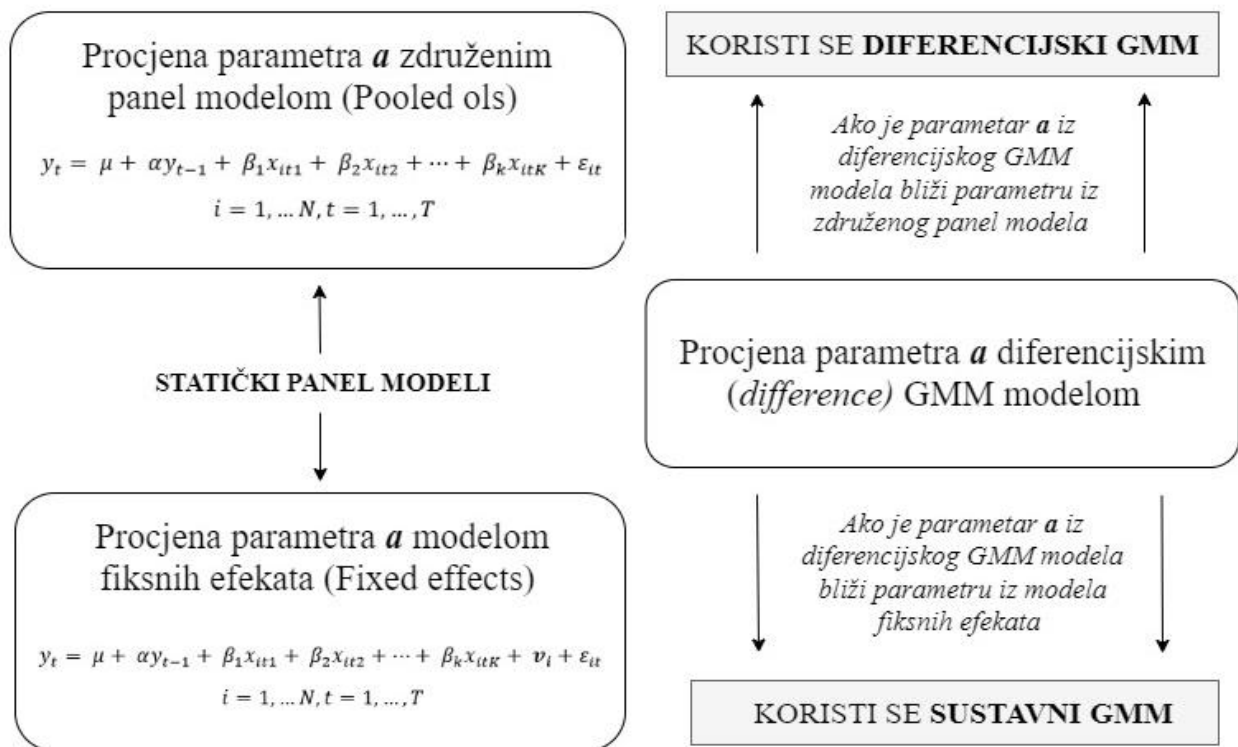 Procjena parametra a združenim
panel modelom (Pooled ols)
y_t = μ + αy_{t−1} + β_1x_{it1} + β_2x_{it2} + ⋯ + β_kx_{itK} + ε_{it}
i = 1, … N, t = 1, … , T
STATIČKI PANEL MODELI
Procjena parametra a modelom
fiksnih efekata (Fixed effects)
y_t = μ + αy_{t−1} + β_1x_{it1} + β_2x_{it2} + ⋯ + β_kx_{itK} + v_i + ε_{it}
i = 1, … N, t = 1, … , T
KORISTI SE DIFERENCIJSKI GMM
Ako je parametar a iz
diferencijskog GMM
modela bliži parametru iz
združenog panel modela
Procjena parametra a diferencijskim
(difference) GMM modelom
Ako je parametar a iz
diferencijskog GMM modela
bliži parametru iz modela
fiksnih efekata
KORISTI SE SUSTAVNI GMM